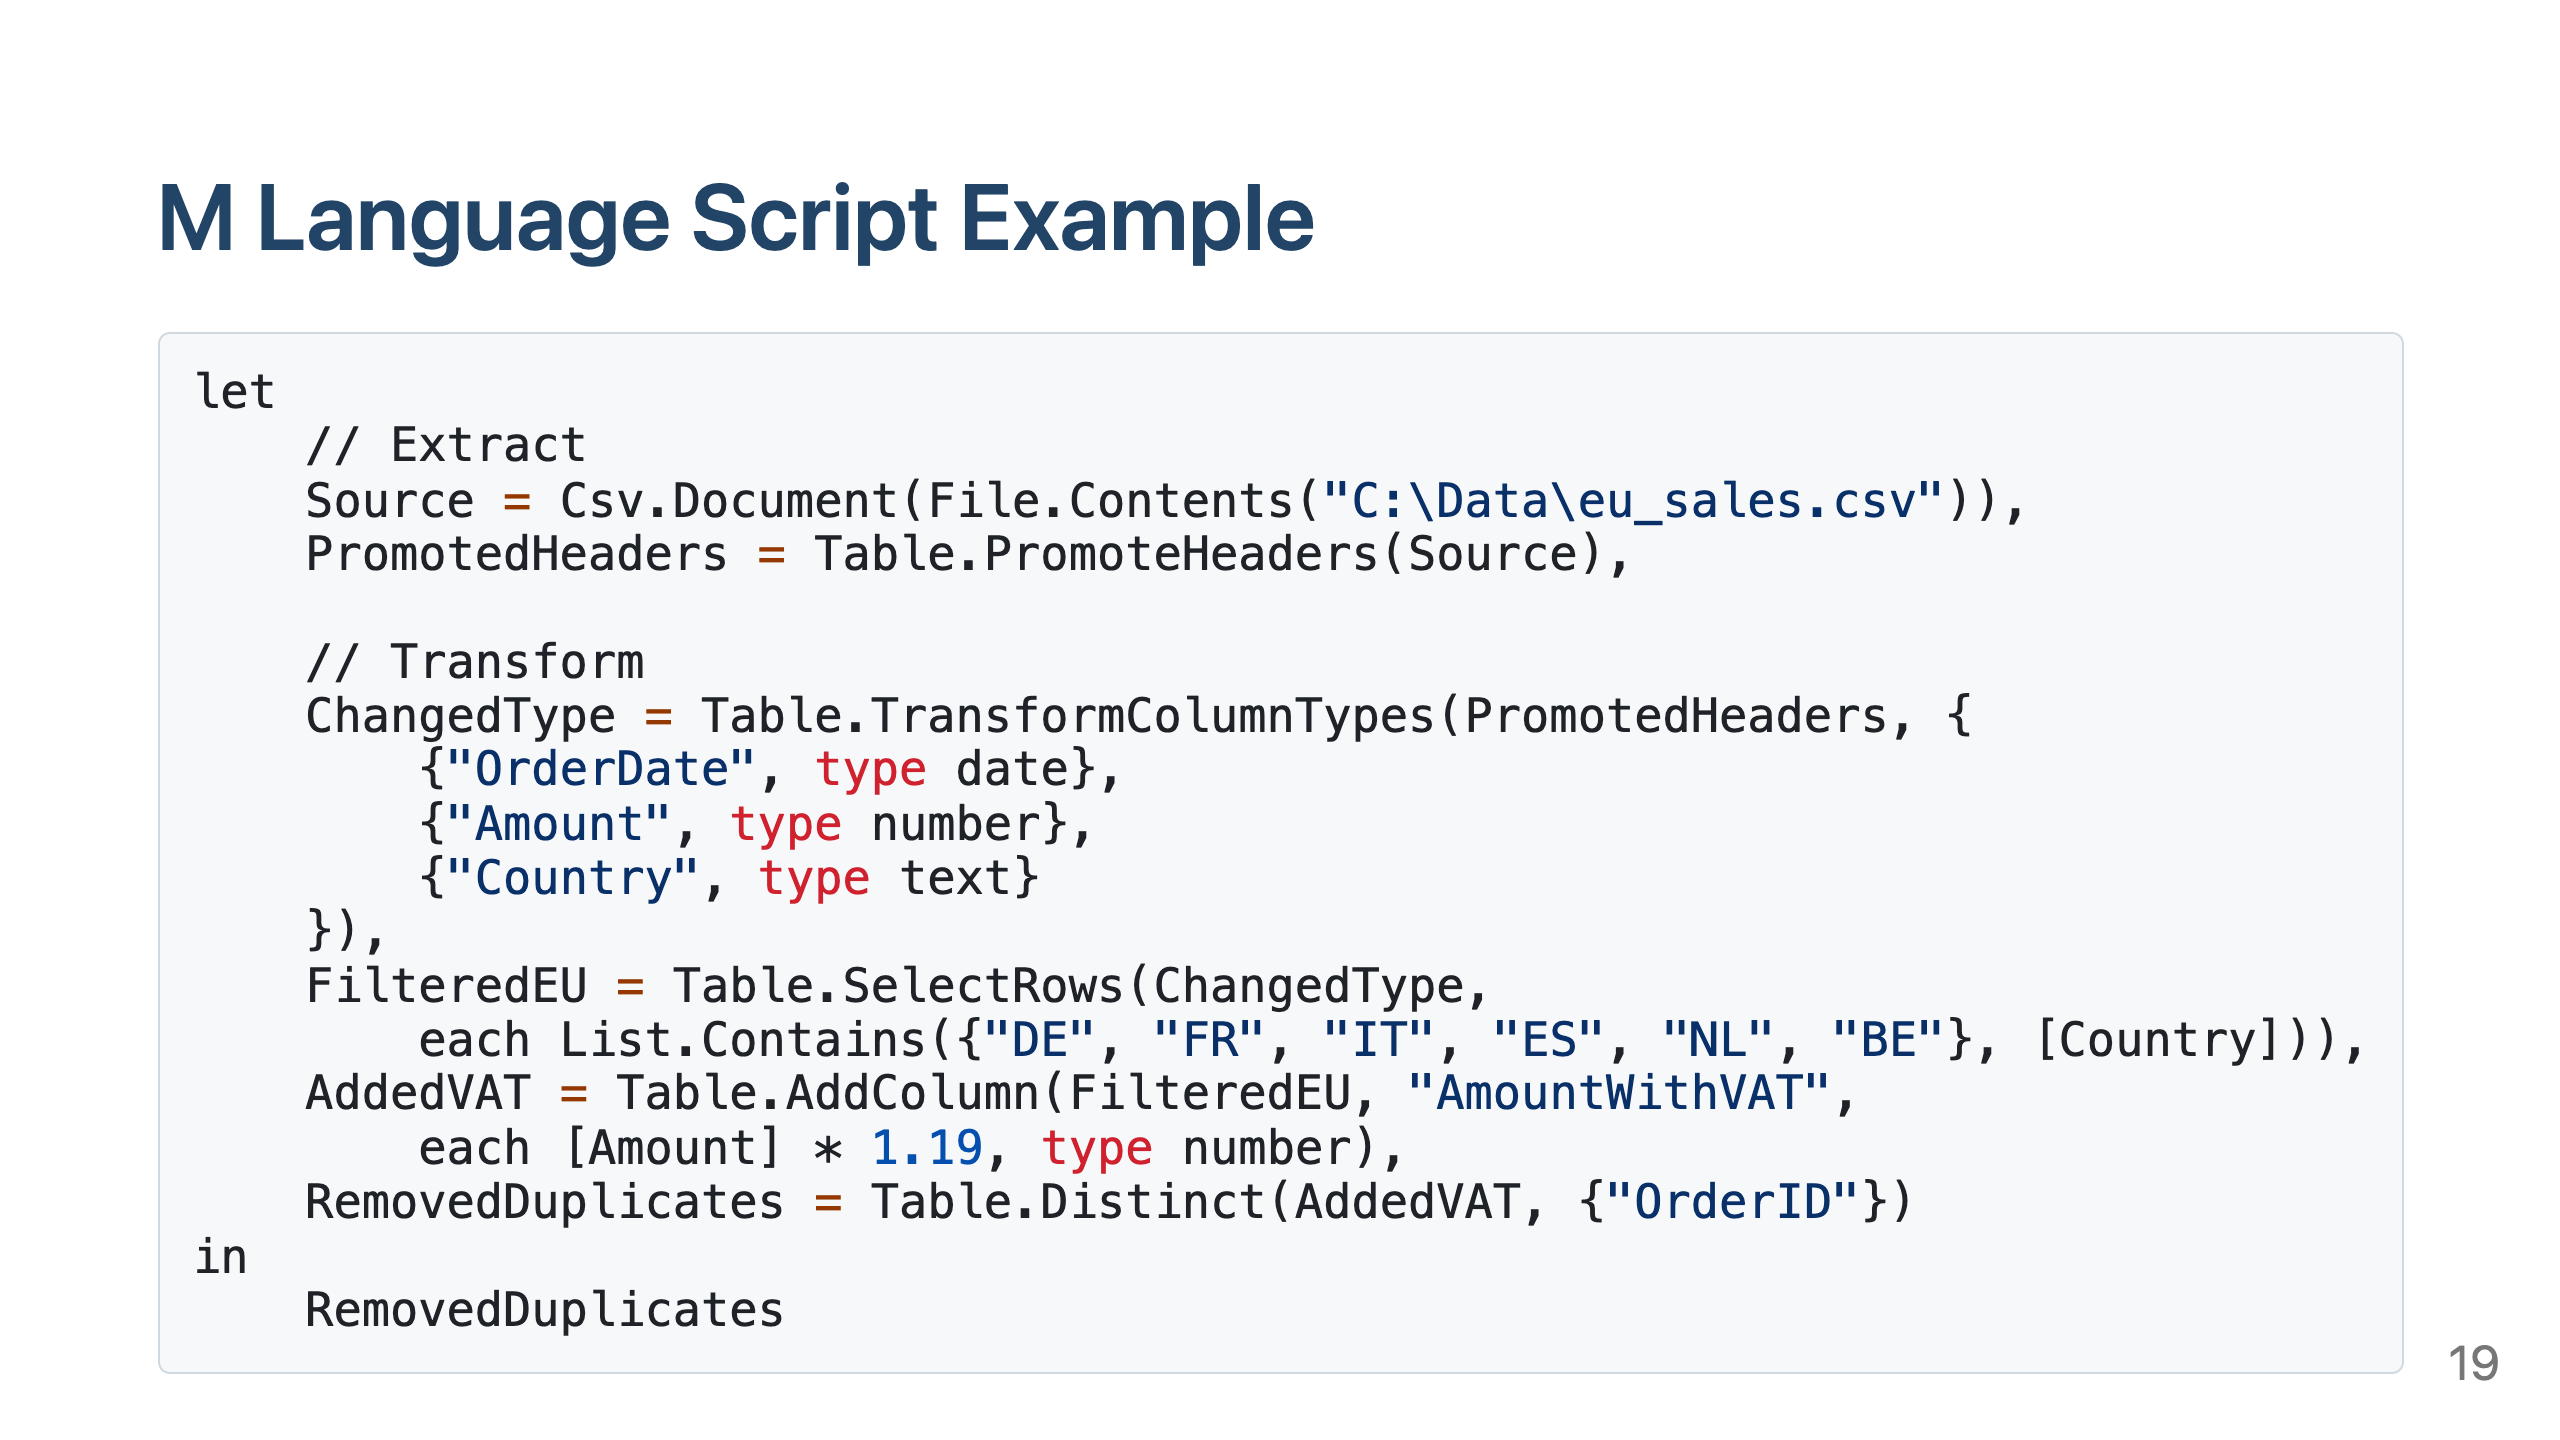 M Language Script Example
let
    // Extract
    Source = Csv.Document(File.Contents("C:\Data\eu_sales.csv")),
    PromotedHeaders = Table.PromoteHeaders(Source),

    // Transform
    ChangedType = Table.TransformColumnTypes(PromotedHeaders, {
        {"OrderDate", type date},
        {"Amount", type number},
        {"Country", type text}
    }),
    FilteredEU = Table.SelectRows(ChangedType,
        each List.Contains({"DE", "FR", "IT", "ES", "NL", "BE"}, [Country])),
    AddedVAT = Table.AddColumn(FilteredEU, "AmountWithVAT",
        each [Amount] * 1.19, type number),
    RemovedDuplicates = Table.Distinct(AddedVAT, {"OrderID"})
in
    RemovedDuplicates
19